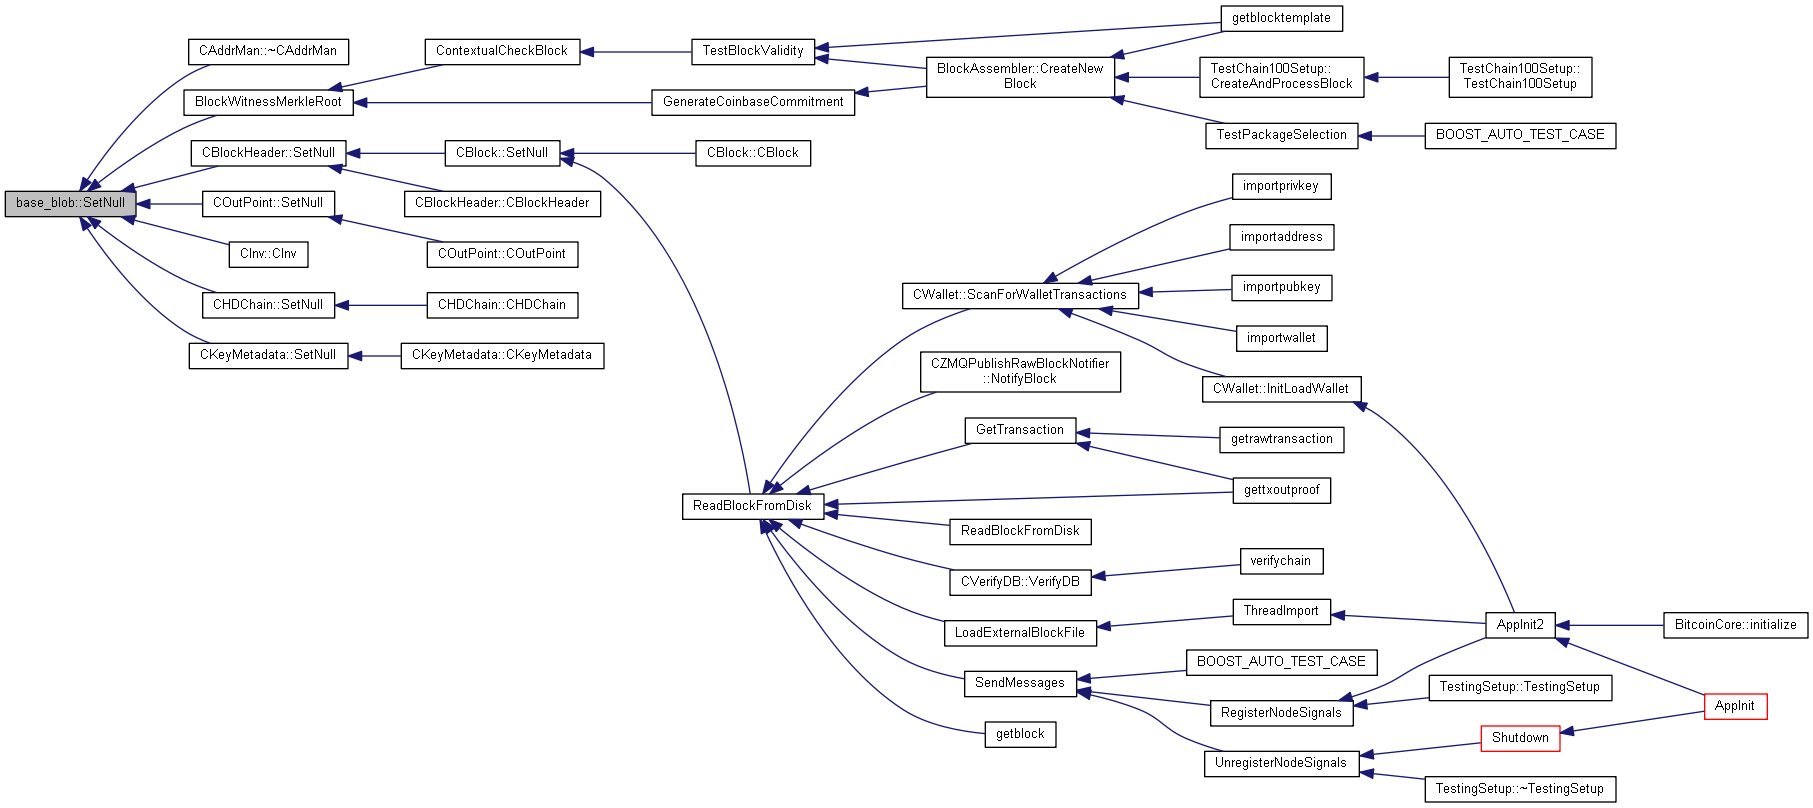 getblocktemplate
CAddrMan::~CAddrMan
ContextualCheckBlock
TestBlockValidity
BlockAssembler::CreateNew
Block
TestChain100Setup::
CreateAndProcessBlock
TestChain100Setup::
TestChain100Setup
BlockWitnessMerkleRoot
GenerateCoinbaseCommitment
TestPackageSelection
BOOST_AUTO_TEST_CASE
CBlockHeader::SetNull
CBlock::SetNull
CBlock::CBlock
importprivkey
base_blob::SetNull
COutPoint::SetNull
CBlockHeader::CBlockHeader
importaddress
CInv::CInv
COutPoint::COutPoint
importpubkey
CWallet::ScanForWalletTransactions
CHDChain::SetNull
CHDChain::CHDChain
importwallet
CKeyMetadata::SetNull
CKeyMetadata::CKeyMetadata
CZMQPublishRawBlockNotifier
::NotifyBlock
CWallet::InitLoadWallet
GetTransaction
getrawtransaction
gettxoutproof
ReadBlockFromDisk
ReadBlockFromDisk
verifychain
CVerifyDB::VerifyDB
ThreadImport
LoadExternalBlockFile
AppInit2
BitcoinCore::initialize
BOOST_AUTO_TEST_CASE
SendMessages
TestingSetup::TestingSetup
RegisterNodeSignals
AppInit
getblock
Shutdown
UnregisterNodeSignals
TestingSetup::~TestingSetup